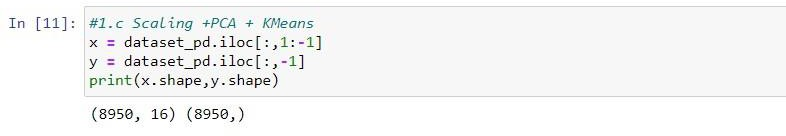 In [11]: #1.c Scaling +PCA + KMeans
x = dataset_pd.iloc[:,1:-1]
y = dataset_pd.iloc[:,-1]
print(x.shape,y.shape)
(8950, 16) (8950,)